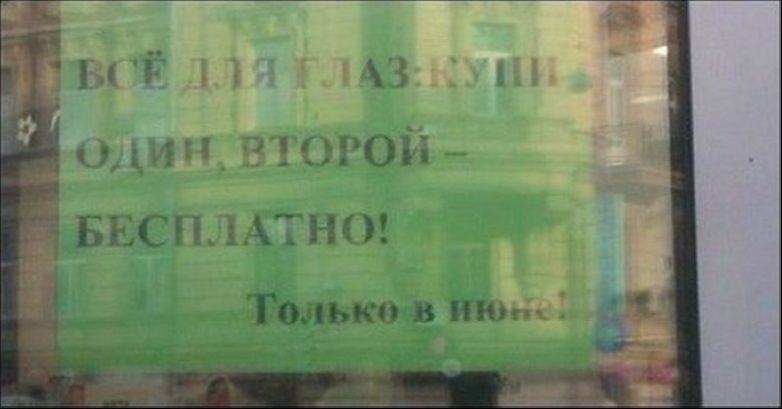 ВСЁ ДЛЯ ГЛАЗ:КУПИ
ОДИН, ВТОРОЙ –
БЕСПЛАТНО!
Только в июне!